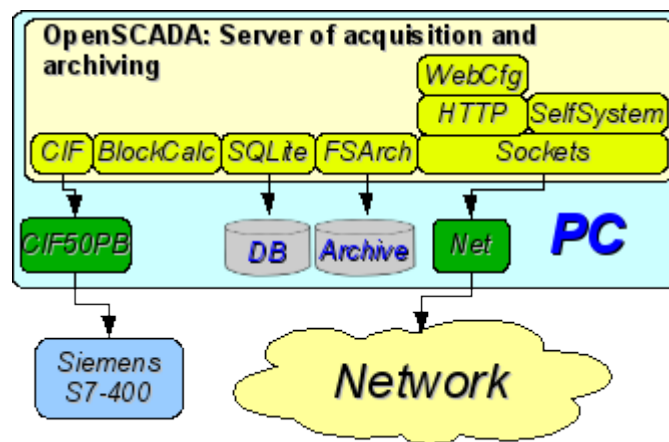 OpenSCADA: Server of acquisition and
archiving
WebCfg
HTTP
SelfSystem
CIF
BlockCalc
SQLite
FSArch
Sockets
CIF50PB
DB
Archive
Net
PC
Siemens
S7-400
Network